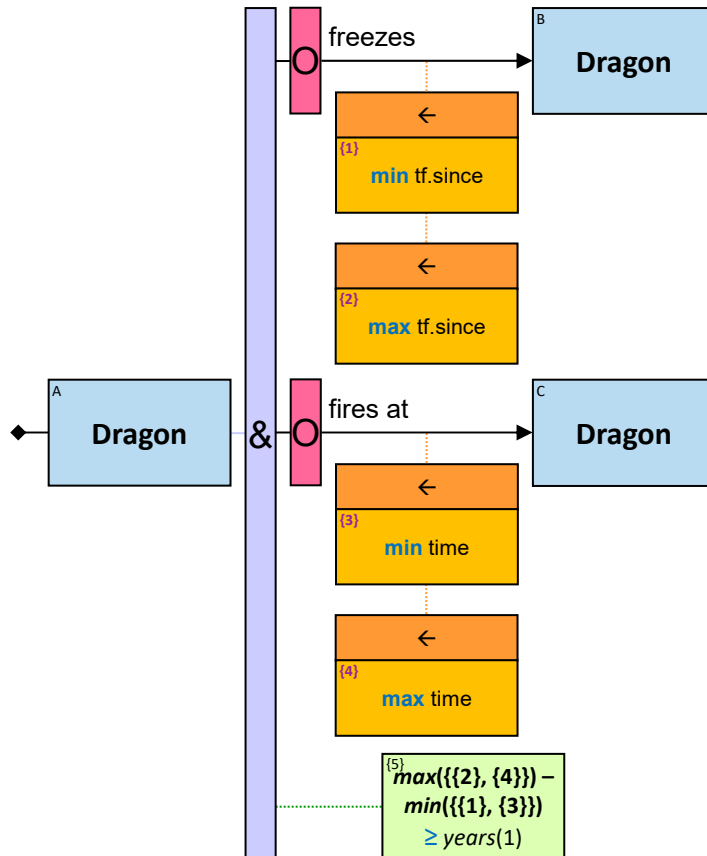 O
freezes
B
Dragon
←
{1}
min tf.since
←
{2}
max tf.since
A
Dragon
&
O
fires at
C
Dragon
←
{3}
min time
←
{4}
max time
{5}
max({{2}, {4}}) –
min({{1}, {3}})
≥ years(1)